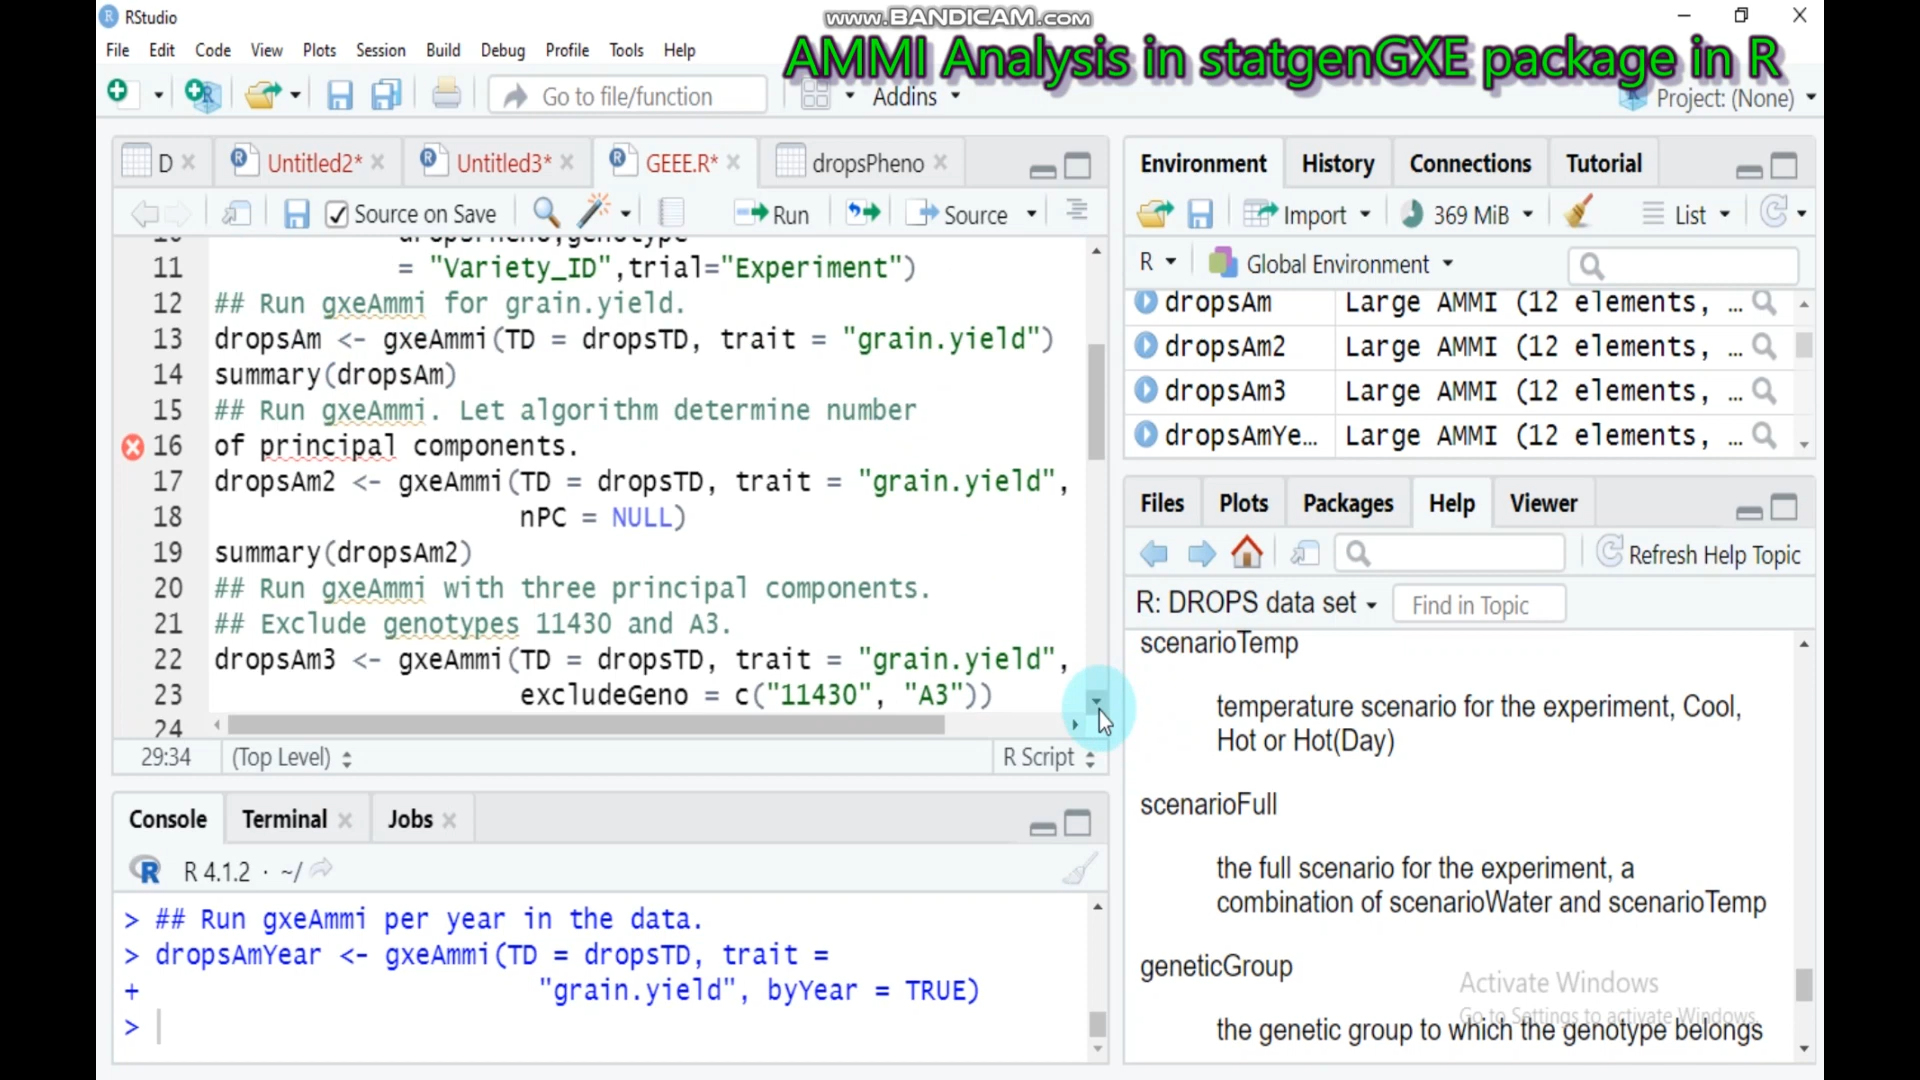 RStudio
www.BANDICAM.com
File Edit Code View Plots Session Build Debug Profile Tools Help
AMMI Analysis in statgenGXE package in R
Go to file/function
Addins
Project: (None)
D
Untitled2*
Untitled3*
GEEE.R*
dropsPheno
Source on Save
Run
Source
dropsPheno,genotype
11 = "Variety_ID",trial="Experiment")
12 ## Run gxeAmmi for grain.yield.
13 dropsAm <- gxeAmmi(TD = dropsTD, trait = "grain.yield")
14 summary(dropsAm)
15 ## Run gxeAmmi. Let algorithm determine number
16 of principal components.
17 dropsAm2 <- gxeAmmi(TD = dropsTD, trait = "grain.yield",
18 nPC = NULL)
19 summary(dropsAm2)
20 ## Run gxeAmmi with three principal components.
21 ## Exclude genotypes 11430 and A3.
22 dropsAm3 <- gxeAmmi(TD = dropsTD, trait = "grain.yield",
23 excludeGeno = c("11430", "A3"))
24
29:34 (Top Level) R Script
Console Terminal Jobs
R 4.1.2 · ~/
> ## Run gxeAmmi per year in the data.
> dropsAmYear <- gxeAmmi(TD = dropsTD, trait =
+ "grain.yield", byYear = TRUE)
>
Environment History Connections Tutorial
Import 369 MiB List
R Global Environment
dropsAm Large AMMI (12 elements, …
dropsAm2 Large AMMI (12 elements, …
dropsAm3 Large AMMI (12 elements, …
dropsAmYe… Large AMMI (12 elements, …
Files Plots Packages Help Viewer
Refresh Help Topic
R: DROPS data set Find in Topic
scenarioTemp
temperature scenario for the experiment, Cool,
Hot or Hot(Day)
scenarioFull
the full scenario for the experiment, a
combination of scenarioWater and scenarioTemp
geneticGroup
Activate Windows
Go to Settings to activate Windows.
the genetic group to which the genotype belongs